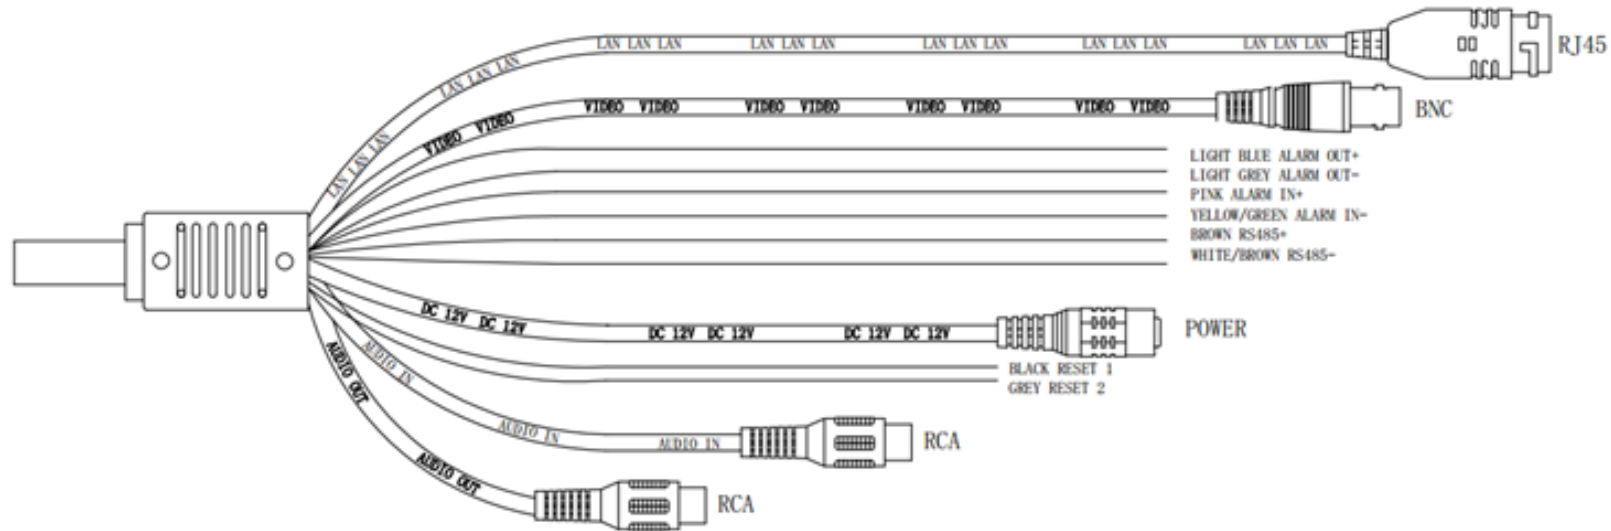 LAN LAN LAN LAN LAN LAN LAN LAN LAN LAN LAN LAN LAN LAN LAN LAN LAN LAN LAN LAN LAN RJ45
VIDEO VIDEO VIDEO VIDEO VIDEO VIDEO VIDEO VIDEO VIDEO VIDEO BNC
LIGHT BLUE ALARM OUT+
LIGHT GREY ALARM OUT-
PINK ALARM IN+
YELLOW/GREEN ALARM IN-
BROWN RS485+
WHITE/BROWN RS485-
DC 12V DC 12V DC 12V DC 12V DC 12V DC 12V POWER
BLACK RESET 1
GREY RESET 2
AUDIO IN AUDIO IN AUDIO IN RCA
AUDIO OUT AUDIO OUT RCA